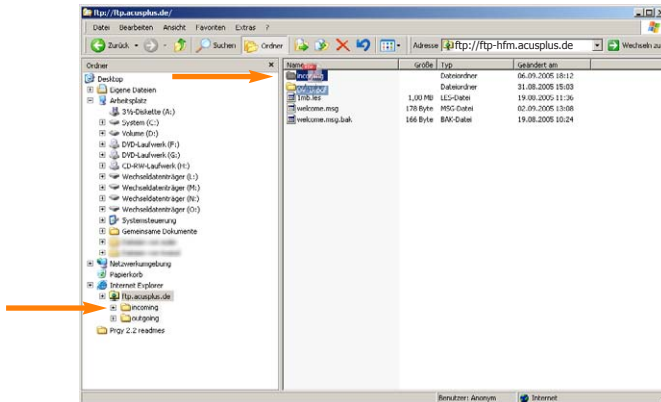 ftp://ftp.acusplus.de/
Datei Bearbeiten Ansicht Favoriten Extras ?
Zurück Suchen Ordner Adresse ftp://ftp-hfm.acusplus.de Wechseln zu
Ordner x Name Größe Typ Geändert am
Desktop
Eigene Dateien
Arbeitsplatz
3½-Diskette (A:)
System (C:)
Volume (D:)
DVD-Laufwerk (F:)
DVD-Laufwerk (G:)
CD-RW-Laufwerk (H:)
Wechseldatenträger (L:)
Wechseldatenträger (M:)
Wechseldatenträger (N:)
Wechseldatenträger (O:)
Systemsteuerung
Gemeinsame Dokumente
Netzwerkumgebung
Papierkorb
Internet Explorer
ftp.acusplus.de
incoming
outgoing
Prgy 2.2 readmes
incoming Dateiordner 06.09.2005 18:12
outgoing Dateiordner 31.08.2005 15:03
1mb.les 1,00 MB LES-Datei 19.08.2005 11:36
welcome.msg 178 Byte MSG-Datei 02.09.2005 13:08
welcome.msg.bak 166 Byte BAK-Datei 19.08.2005 10:24
Benutzer: Anonym Internet